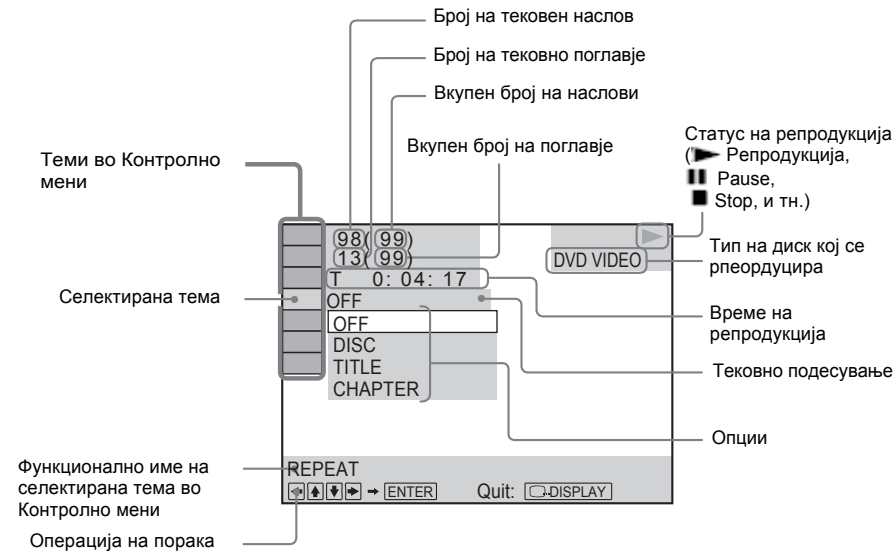 Број на тековен наслов
Број на тековно поглавје
Вкупен број на наслови
Вкупен број на поглавје
Статус на репродукција
(▶ Репродукција,
⏸ Pause,
■ Stop, и тн.)
Теми во Контролно
мени
98( 99)
13( 99)
DVD VIDEO
Тип на диск кој се
рпеордуцира
T 0: 04: 17
Селектирана тема
OFF
OFF
DISC
TITLE
CHAPTER
Време на
репродукција
Тековно подесување
Опции
Функционално име на
селектирана тема во
Контролно мени
REPEAT
← ↑ ↓ → → ENTER Quit: DISPLAY
Операција на порака